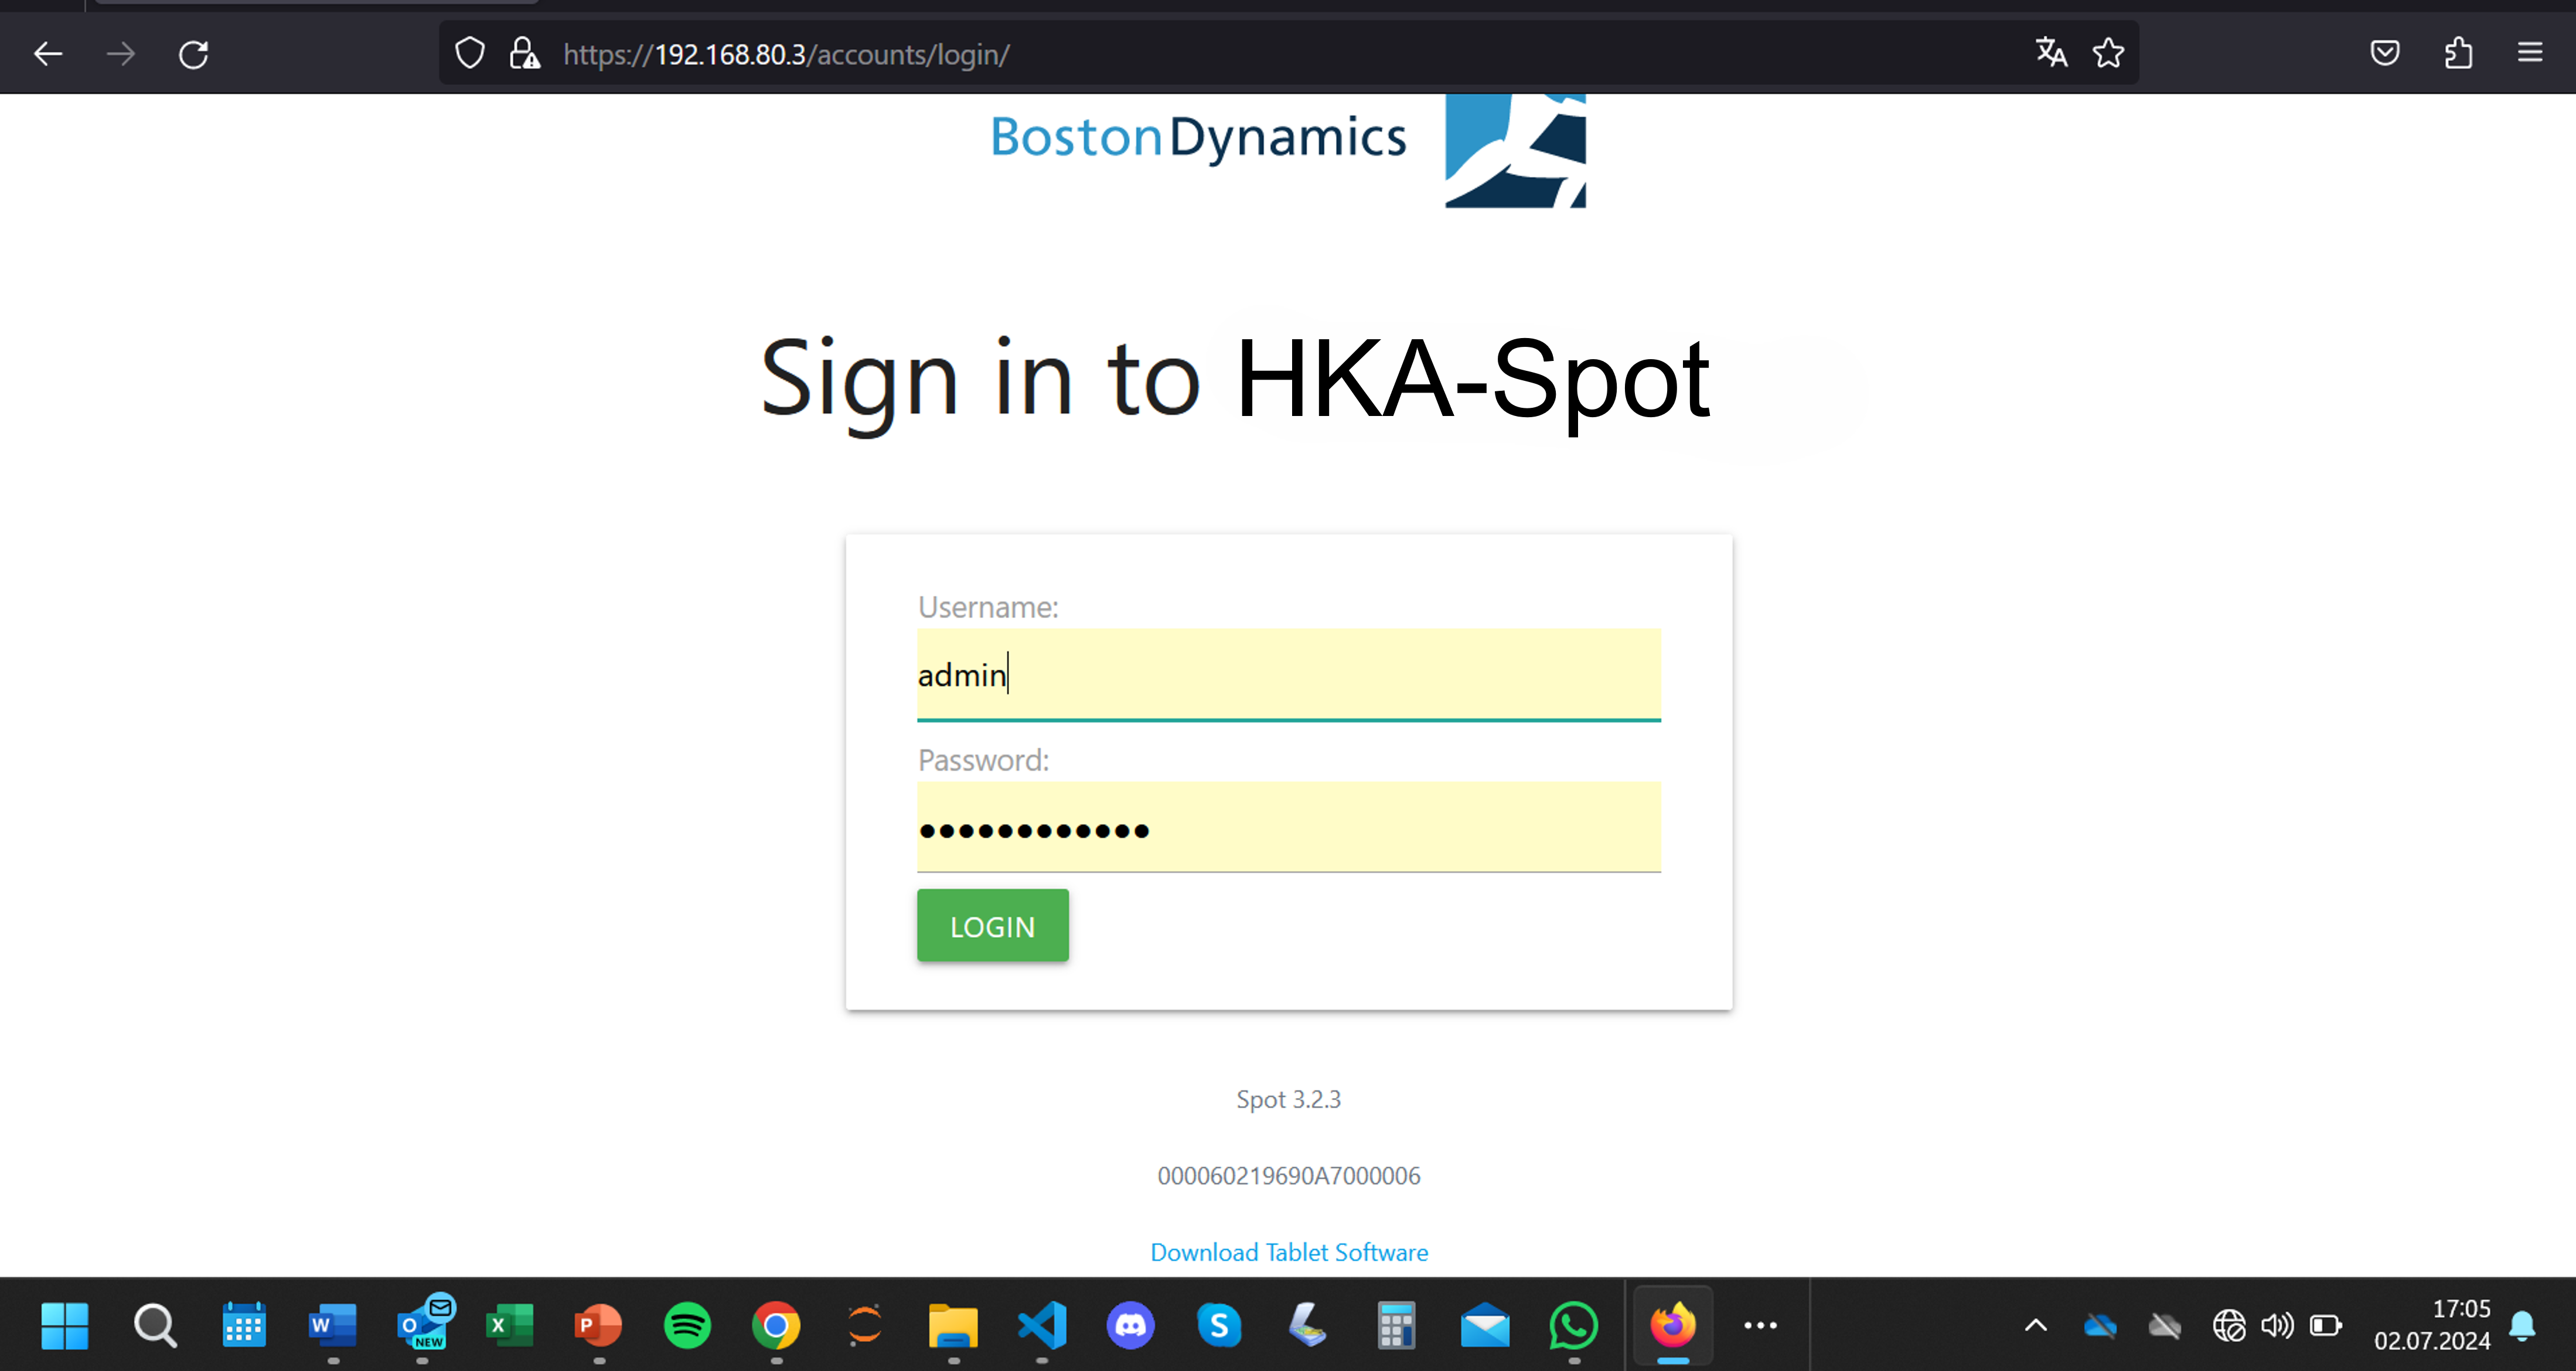 https://192.168.80.3/accounts/login/
BostonDynamics
Sign in to HKA-Spot
Username:
admin
Password:
••••••••••••
LOGIN
Spot 3.2.3
000060219690A7000006
Download Tablet Software
W
O
NEW
X
P
S
17:05
02.07.2024